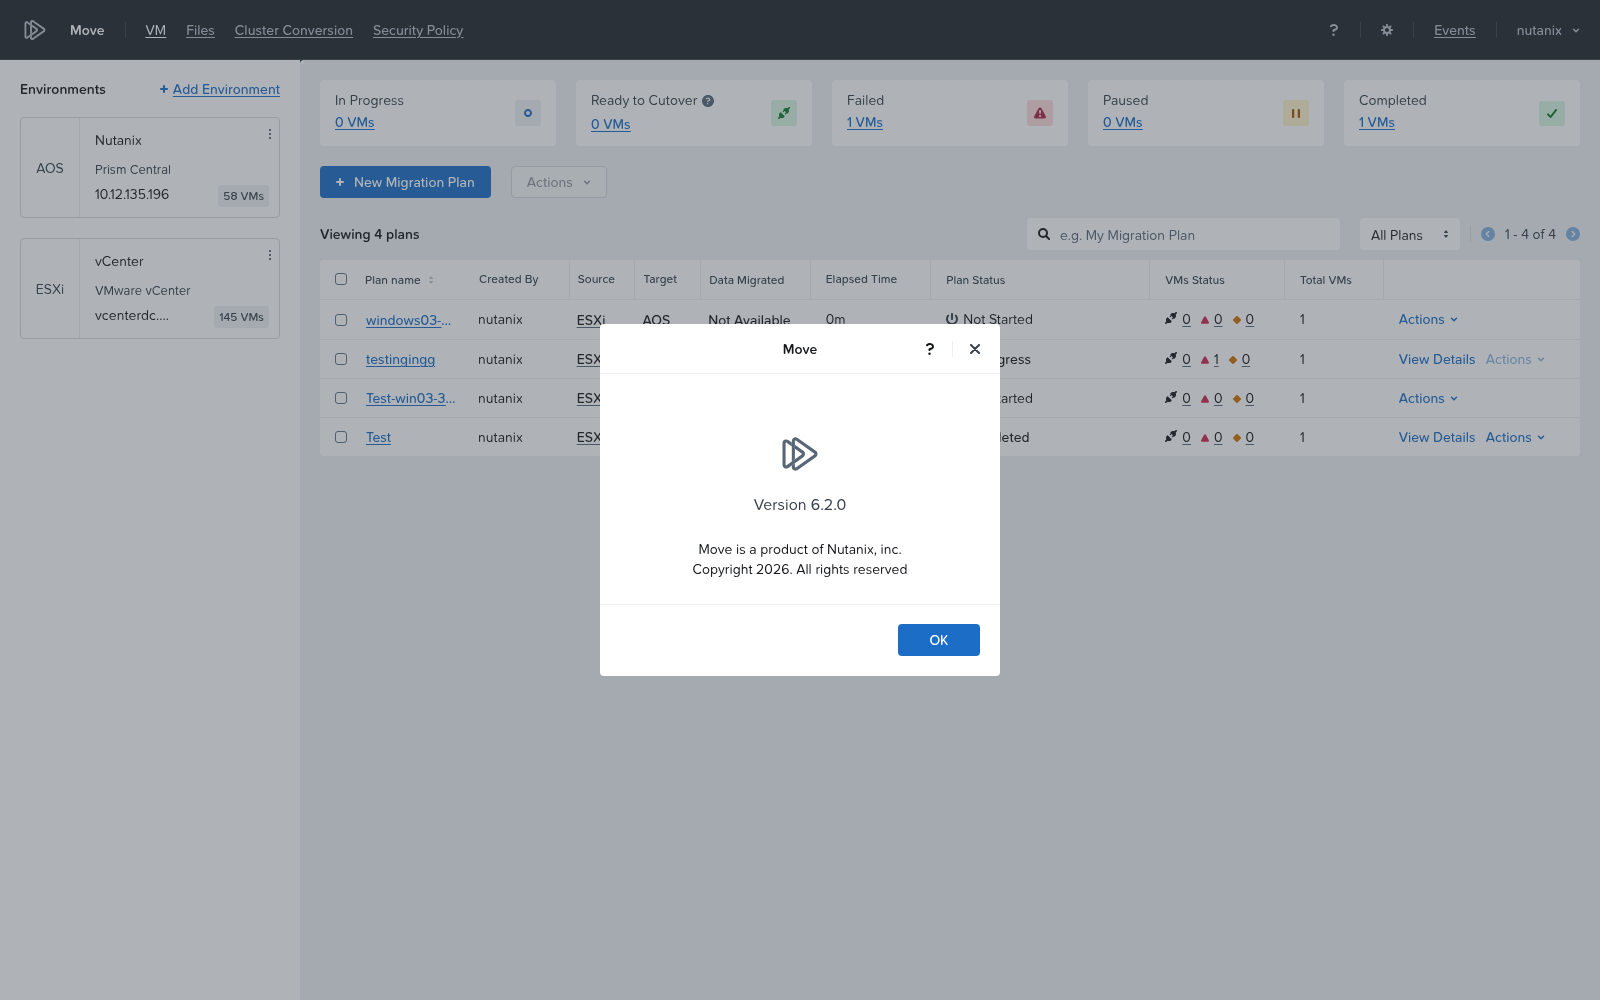 Move VM Files Cluster Conversion Security Policy ? Events nutanix
Environments + Add Environment
AOS
Nutanix
Prism Central
10.12.135.196 58 VMs
ESXi
vCenter
VMware vCenter
vcenterdc.... 145 VMs
In Progress
0 VMs
Ready to Cutover ?
0 VMs
Failed
1 VMs
Paused
0 VMs
Completed
1 VMs
+ New Migration Plan Actions
Viewing 4 plans e.g. My Migration Plan All Plans 1 - 4 of 4
Plan name Created By Source Target Data Migrated Elapsed Time Plan Status VMs Status Total VMs
windows03-... nutanix ESXi AOS Not Available 0m Not Started 0 0 0 1 Actions
testingingg nutanix ESX gress 0 1 0 1 View Details Actions
Test-win03-3... nutanix ESX arted 0 0 0 1 Actions
Test nutanix ESX leted 0 0 0 1 View Details Actions
Move ?
Version 6.2.0
Move is a product of Nutanix, inc.
Copyright 2026. All rights reserved
OK